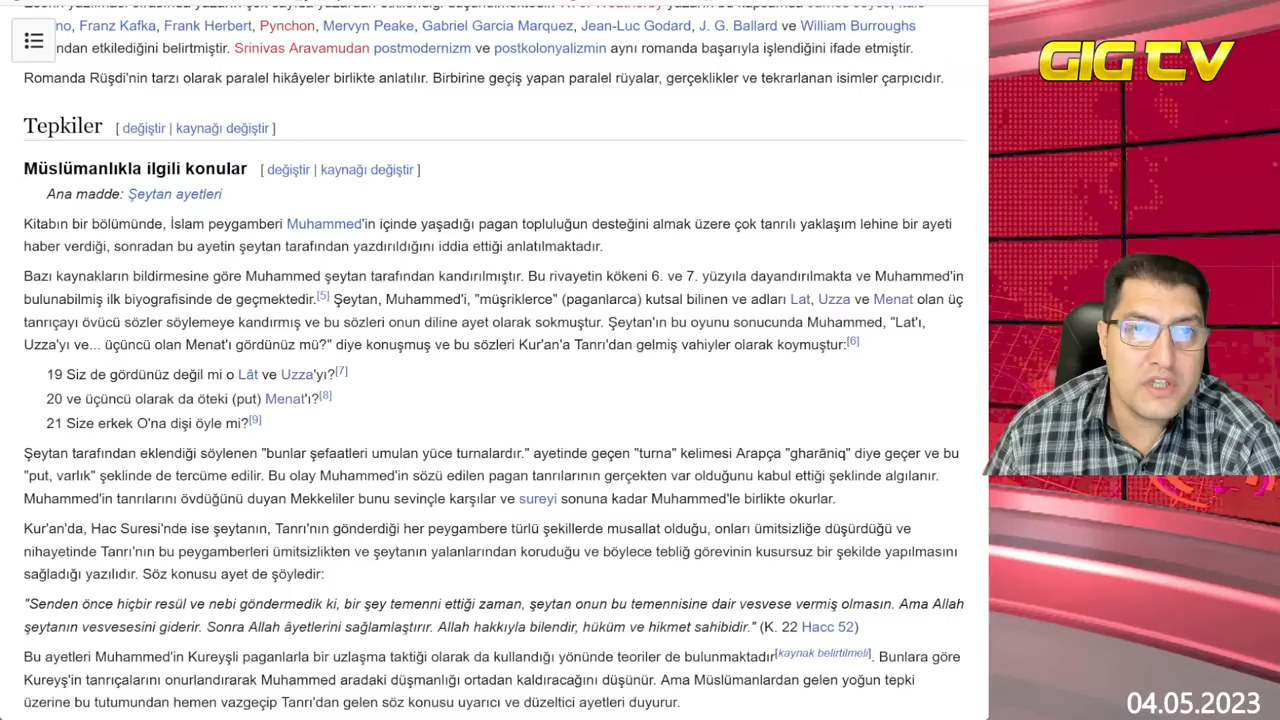 no, Franz Kafka, Frank Herbert, Pynchon, Mervyn Peake, Gabriel Garcia Marquez, Jean-Luc Godard, J. G. Ballard ve William Burroughs
ndan etkilediğini belirtmiştir. Srinivas Aravamudan postmodernizm ve postkolonyalizmin aynı romanda başarıyla işlendiğini ifade etmiştir.
Romanda Rüşdi'nin tarzı olarak paralel hikâyeler birlikte anlatılır. Birbirine geçiş yapan paralel rüyalar, gerçeklikler ve tekrarlanan isimler çarpıcıdır.
Tepkiler [ değiştir | kaynağı değiştir ]
Müslümanlıkla ilgili konular [ değiştir | kaynağı değiştir ]
Ana madde: Şeytan ayetleri
Kitabın bir bölümünde, İslam peygamberi Muhammed'in içinde yaşadığı pagan topluluğun desteğini almak üzere çok tanrılı yaklaşım lehine bir ayeti
haber verdiği, sonradan bu ayetin şeytan tarafından yazdırıldığını iddia ettiği anlatılmaktadır.
Bazı kaynakların bildirmesine göre Muhammed şeytan tarafından kandırılmıştır. Bu rivayetin kökeni 6. ve 7. yüzyıla dayandırılmakta ve Muhammed'in
bulunabilmiş ilk biyografisinde de geçmektedir.[5] Şeytan, Muhammed'i, "müşriklerce" (paganlarca) kutsal bilinen ve adları Lat, Uzza ve Menat olan üç
tanrıçayı övücü sözler söylemeye kandırmış ve bu sözleri onun diline ayet olarak sokmuştur. Şeytan'ın bu oyunu sonucunda Muhammed, "Lat'ı,
Uzza'yı ve... üçüncü olan Menat'ı gördünüz mü?" diye konuşmuş ve bu sözleri Kur'an'a Tanrı'dan gelmiş vahiyler olarak koymuştur:[6]
19 Siz de gördünüz değil mi o Lât ve Uzza'yı?[7]
20 ve üçüncü olarak da öteki (put) Menat'ı?[8]
21 Size erkek O'na dişi öyle mi?[9]
Şeytan tarafından eklendiği söylenen "bunlar şefaatleri umulan yüce turnalardır." ayetinde geçen "turna" kelimesi Arapça "gharāniq" diye geçer ve bu
"put, varlık" şeklinde de tercüme edilir. Bu olay Muhammed'in sözü edilen pagan tanrılarının gerçekten var olduğunu kabul ettiği şeklinde algılanır.
Muhammed'in tanrılarını övdüğünü duyan Mekkeliler bunu sevinçle karşılar ve sureyi sonuna kadar Muhammed'le birlikte okurlar.
Kur'an'da, Hac Suresi'nde ise şeytanın, Tanrı'nın gönderdiği her peygambere türlü şekillerde musallat olduğu, onları ümitsizliğe düşürdüğü ve
nihayetinde Tanrı'nın bu peygamberleri ümitsizlikten ve şeytanın yalanlarından koruduğu ve böylece tebliğ görevinin kusursuz bir şekilde yapılmasını
sağladığı yazılıdır. Söz konusu ayet de şöyledir:
"Senden önce hiçbir resül ve nebi göndermedik ki, bir şey temenni ettiği zaman, şeytan onun bu temennisine dair vesvese vermiş olmasın. Ama Allah
şeytanın vesvesesini giderir. Sonra Allah âyetlerini sağlamlaştırır. Allah hakkıyla bilendir, hüküm ve hikmet sahibidir." (K. 22 Hacc 52)
Bu ayetleri Muhammed'in Kureyşli paganlarla bir uzlaşma taktiği olarak da kullandığı yönünde teoriler de bulunmaktadır[kaynak belirtilmeli]. Bunlara göre
Kureyş'in tanrıçalarını onurlandırarak Muhammed aradaki düşmanlığı ortadan kaldıracağını düşünür. Ama Müslümanlardan gelen yoğun tepki
üzerine bu tutumundan hemen vazgeçip Tanrı'dan gelen söz konusu uyarıcı ve düzeltici ayetleri duyurur.
GIG TV
04.05.2023